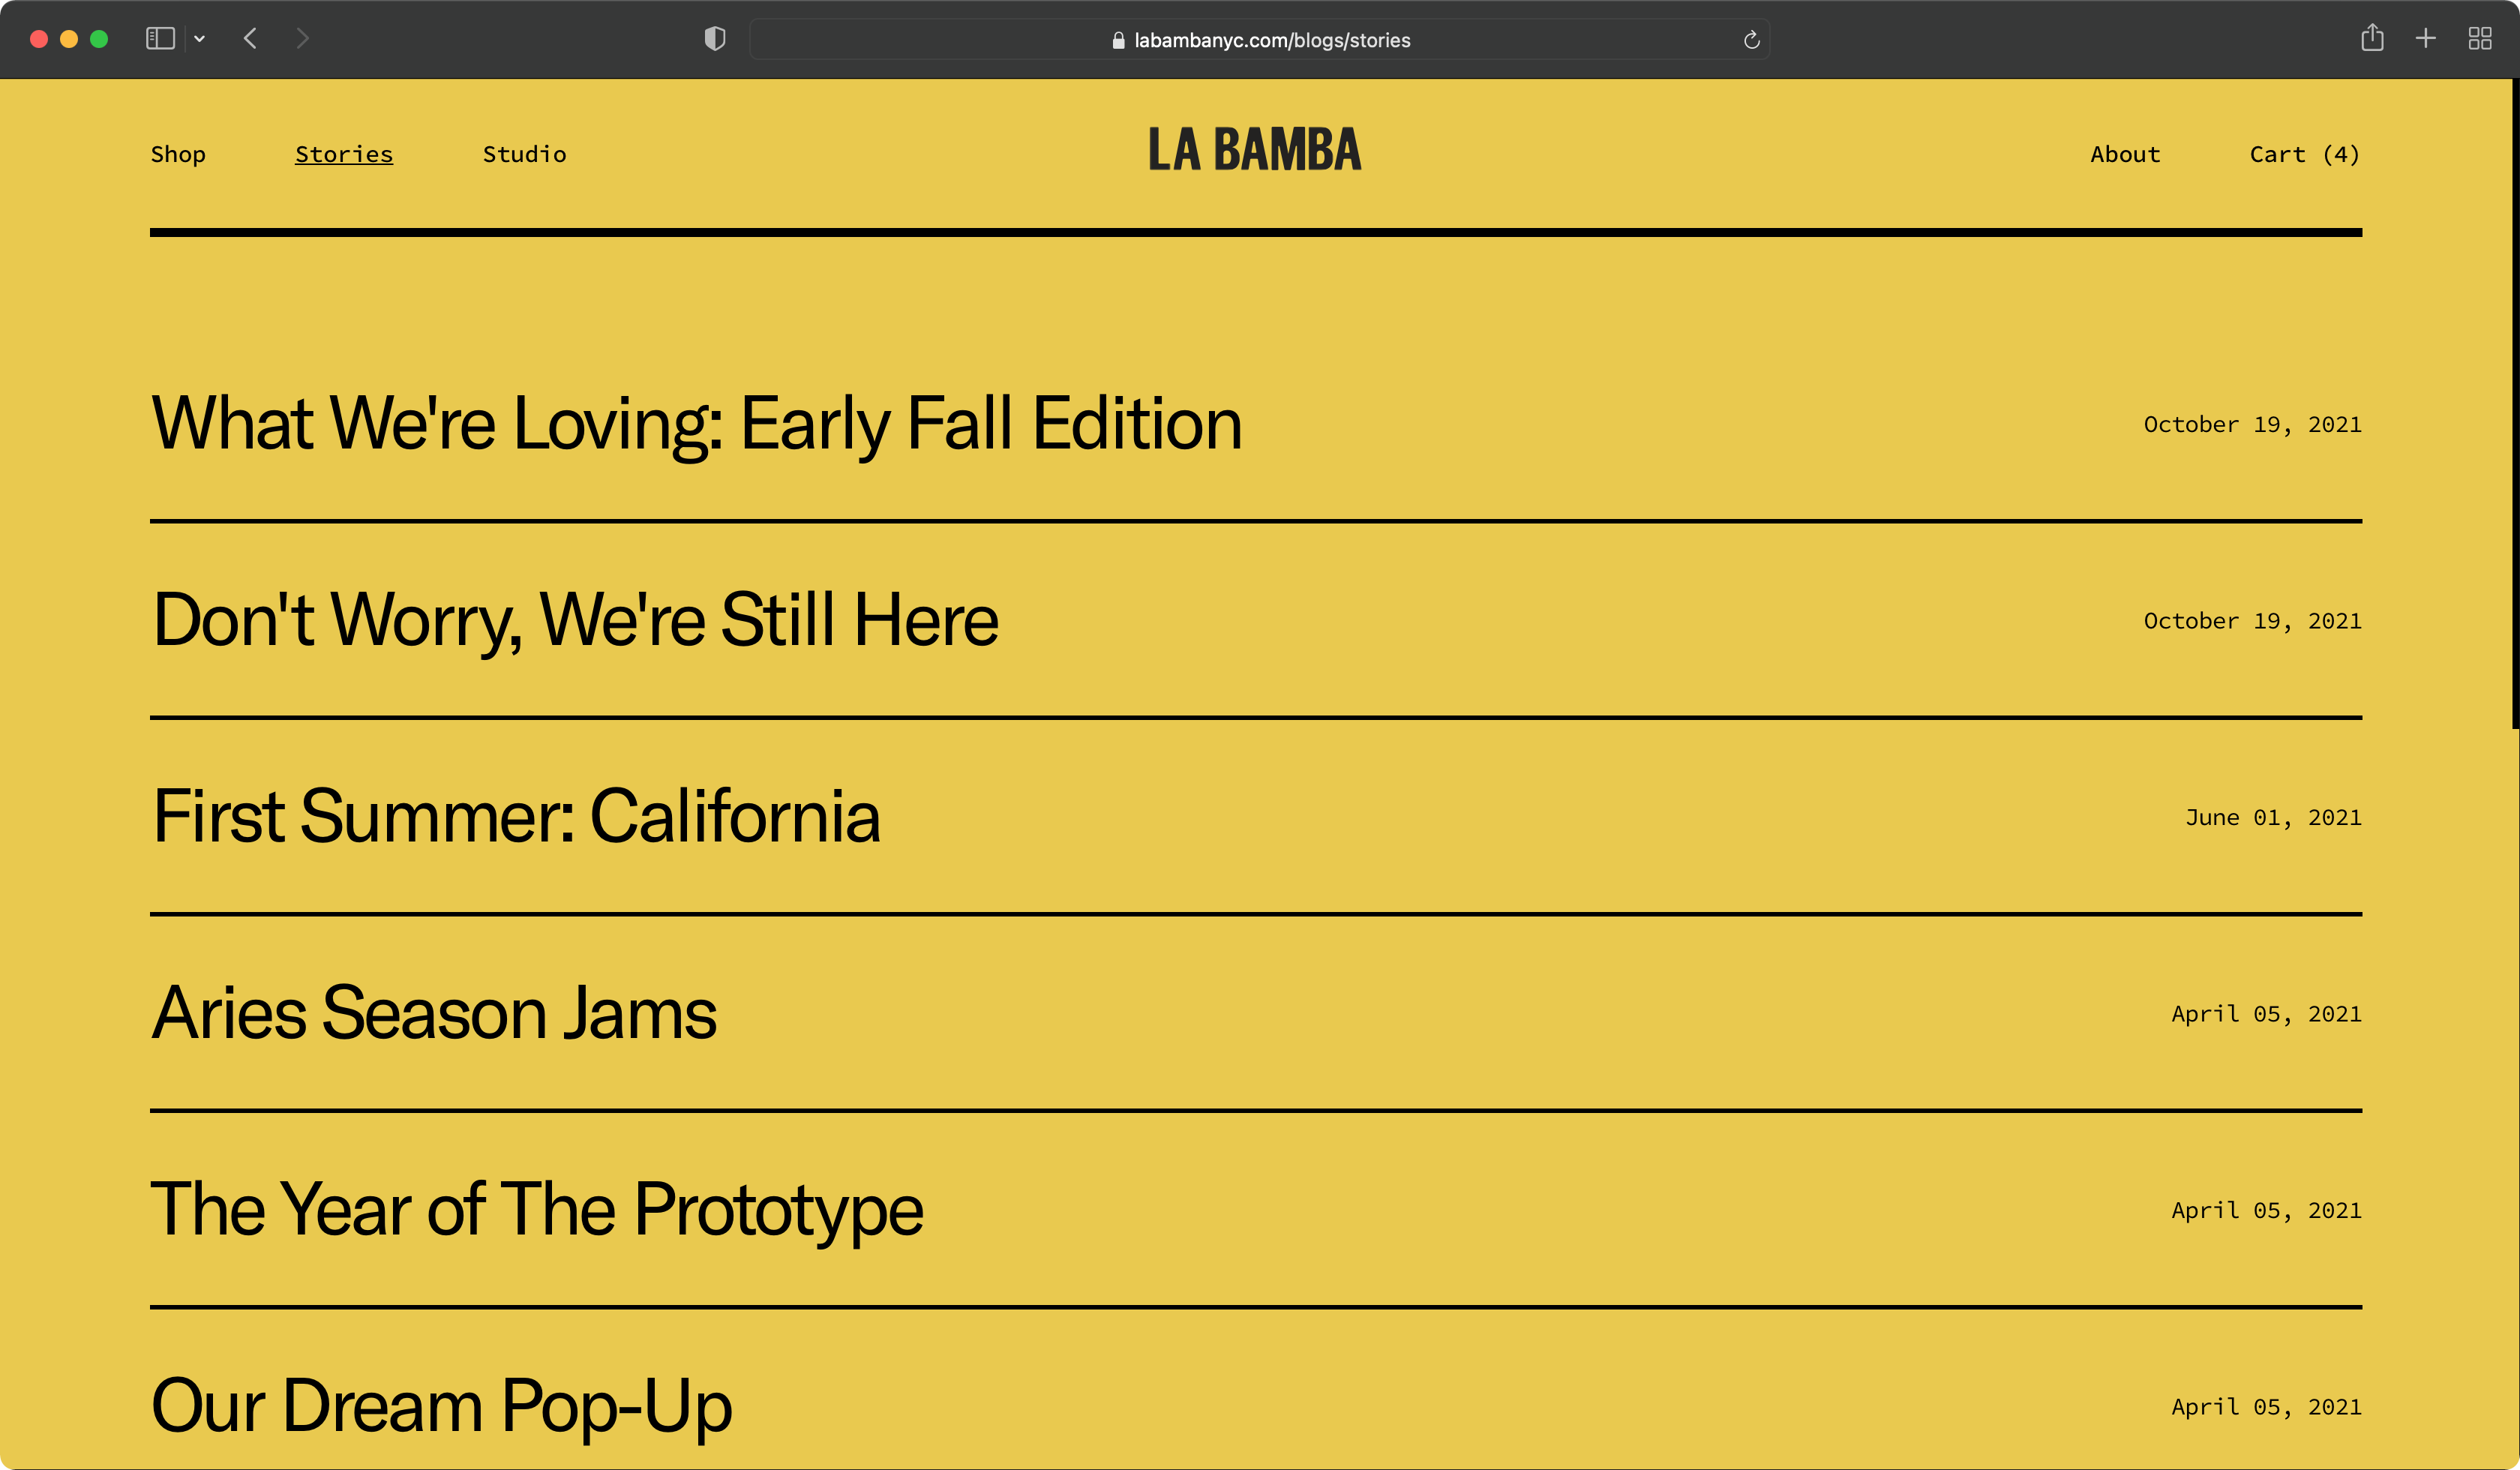 labambanyc.com/blogs/stories
Shop Stories Studio LA BAMBA About Cart (4)
What We're Loving: Early Fall Edition October 19, 2021
Don't Worry, We're Still Here October 19, 2021
First Summer: California June 01, 2021
Aries Season Jams April 05, 2021
The Year of The Prototype April 05, 2021
Our Dream Pop-Up April 05, 2021